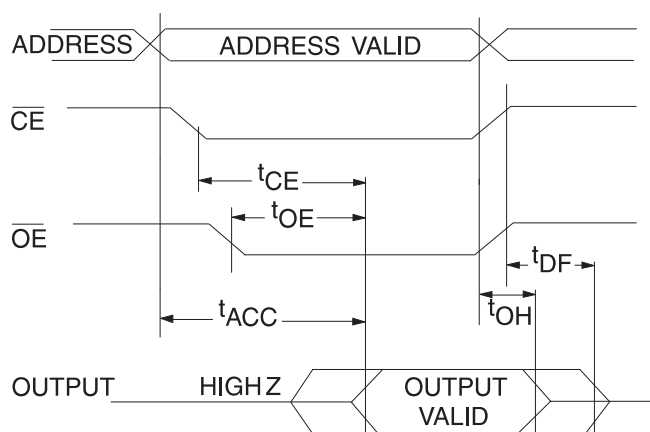 ADDRESS ADDRESS VALID
CE
tCE
tOE
OE
tDF
tACC tOH
OUTPUT HIGH Z OUTPUT
VALID